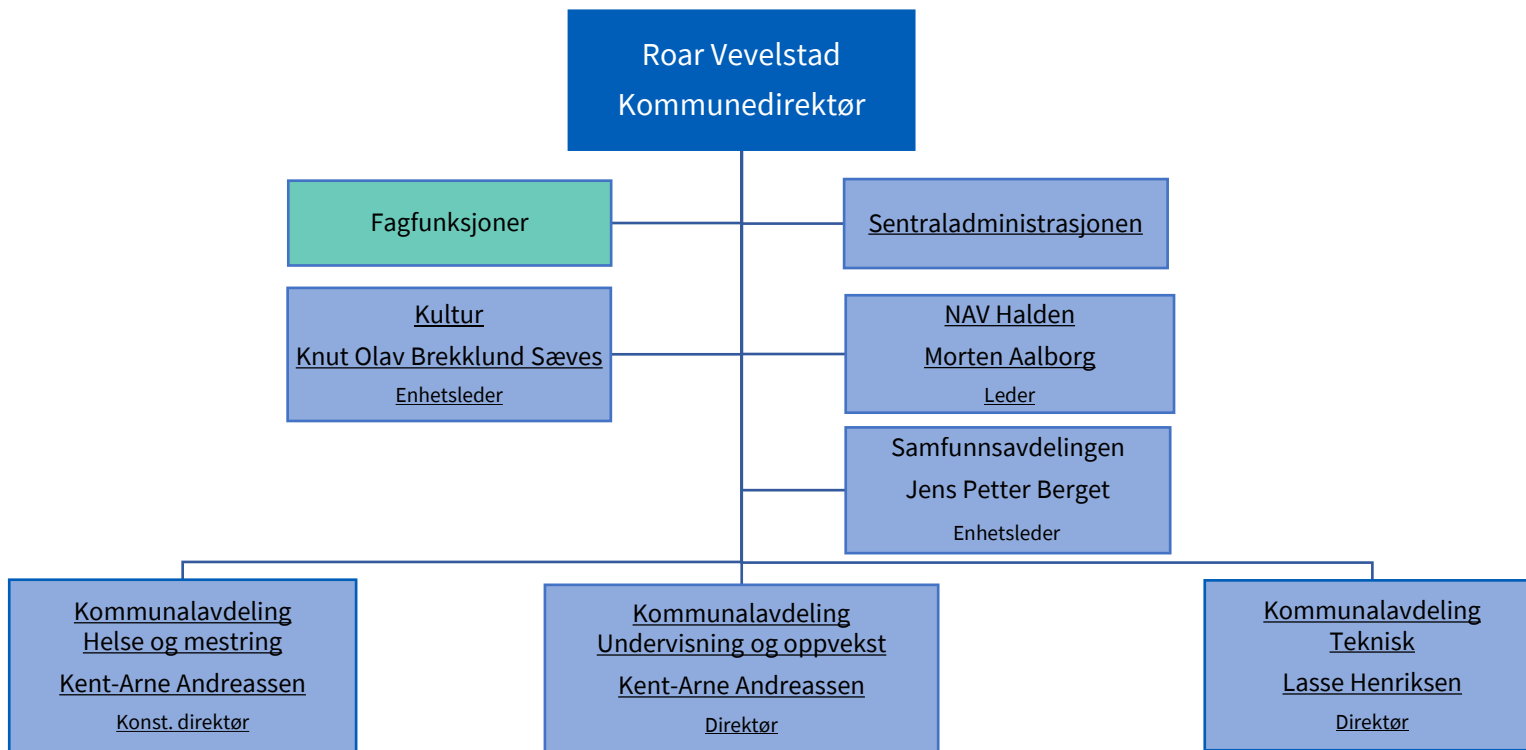 Roar Vevelstad
Kommunedirektør
Fagfunksjoner
Sentraladministrasjonen
Kultur
Knut Olav Brekklund Sæves
Enhetsleder
NAV Halden
Morten Aalborg
Leder
Samfunnsavdelingen
Jens Petter Berget
Enhetsleder
Kommunalavdeling
Helse og mestring
Kent-Arne Andreassen
Konst. direktør
Kommunalavdeling
Undervisning og oppvekst
Kent-Arne Andreassen
Direktør
Kommunalavdeling
Teknisk
Lasse Henriksen
Direktør